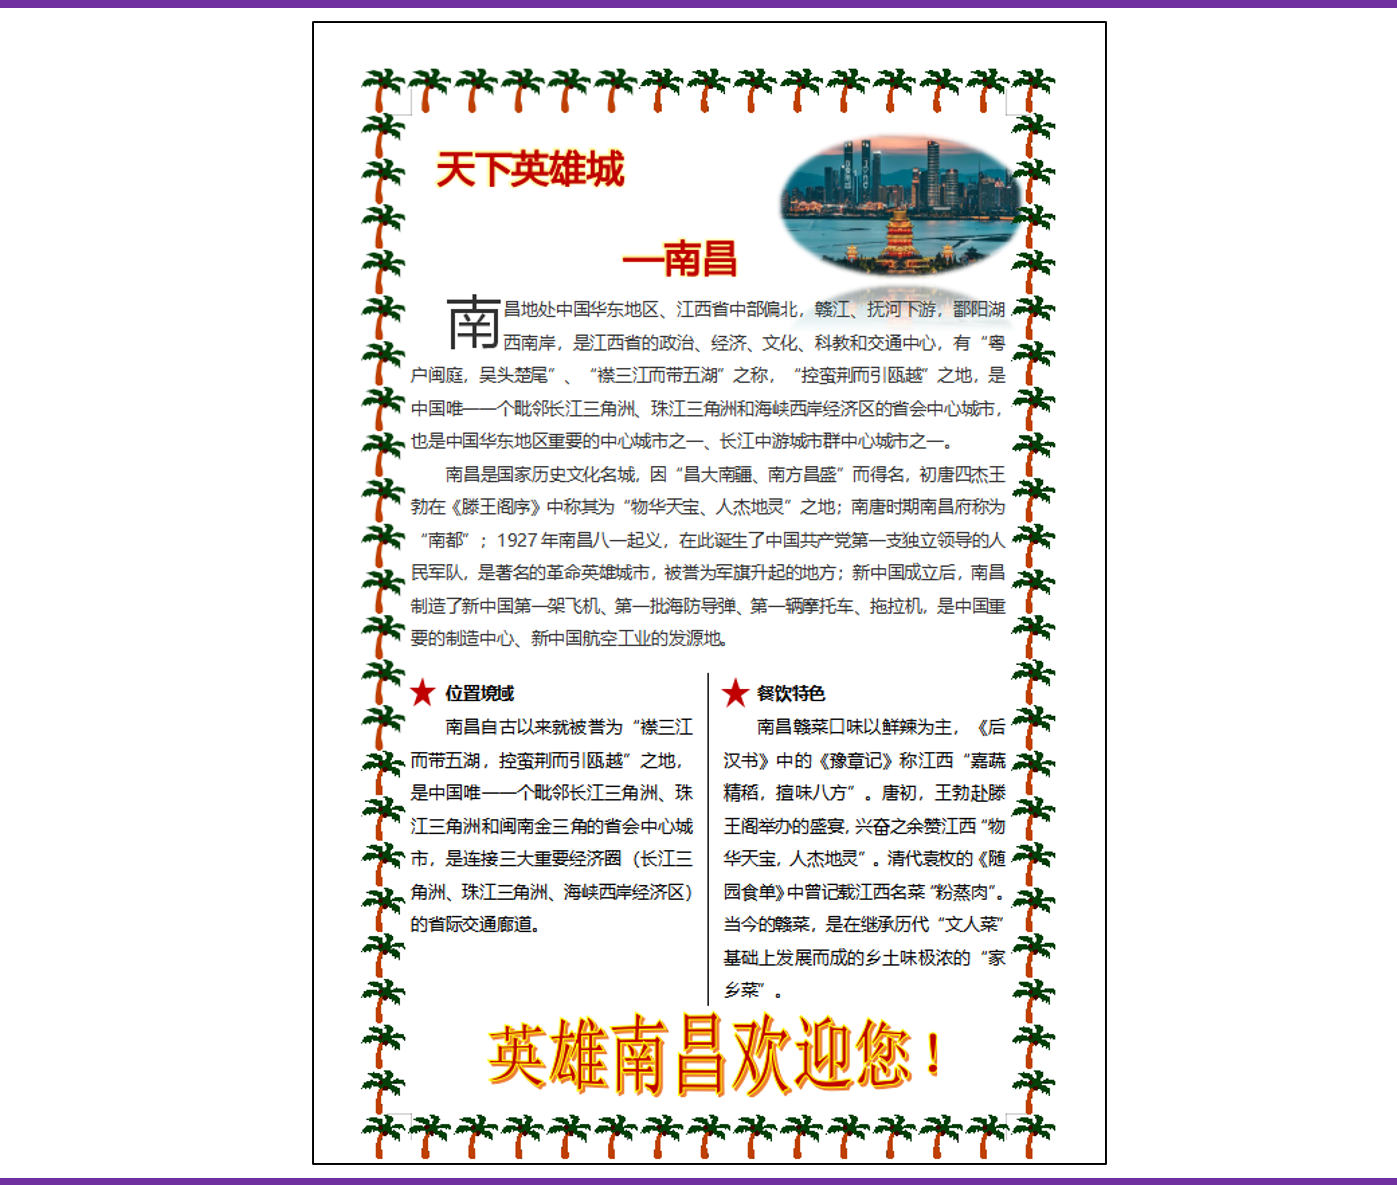 天下英雄城
—南昌
南昌地处中国华东地区、江西省中部偏北，赣江、抚河下游，鄱阳湖
西南岸，是江西省的政治、经济、文化、科教和交通中心，有“粤
户闽庭，吴头楚尾”、“襟三江而带五湖”之称，“控蛮荆而引瓯越”之地，是
中国唯一一个毗邻长江三角洲、珠江三角洲和海峡西岸经济区的省会中心城市，
也是中国华东地区重要的中心城市之一、长江中游城市群中心城市之一。
南昌是国家历史文化名城，因“昌大南疆、南方昌盛”而得名，初唐四杰王
勃在《滕王阁序》中称其为“物华天宝、人杰地灵”之地；南唐时期南昌府称为
“南都”；1927年南昌八一起义，在此诞生了中国共产党第一支独立领导的人
民军队，是著名的革命英雄城市，被誉为军旗升起的地方；新中国成立后，南昌
制造了新中国第一架飞机、第一批海防导弹、第一辆摩托车、拖拉机，是中国重
要的制造中心、新中国航空工业的发源地。
位置境域
南昌自古以来就被誉为“襟三江
而带五湖，控蛮荆而引瓯越”之地，
是中国唯一一个毗邻长江三角洲、珠
江三角洲和闽南金三角的省会中心城
市，是连接三大重要经济圈（长江三
角洲、珠江三角洲、海峡西岸经济区）
的省际交通廊道。
餐饮特色
南昌赣菜口味以鲜辣为主，《后
汉书》中的《豫章记》称江西“嘉蔬
精稻，擅味八方”。唐初，王勃赴滕
王阁举办的盛宴，兴奋之余赞江西“物
华天宝，人杰地灵”。清代袁枚的《随
园食单》中曾记载江西名菜“粉蒸肉”。
当今的赣菜，是在继承历代“文人菜”
基础上发展而成的乡土味极浓的“家
乡菜”。
英雄南昌欢迎您！